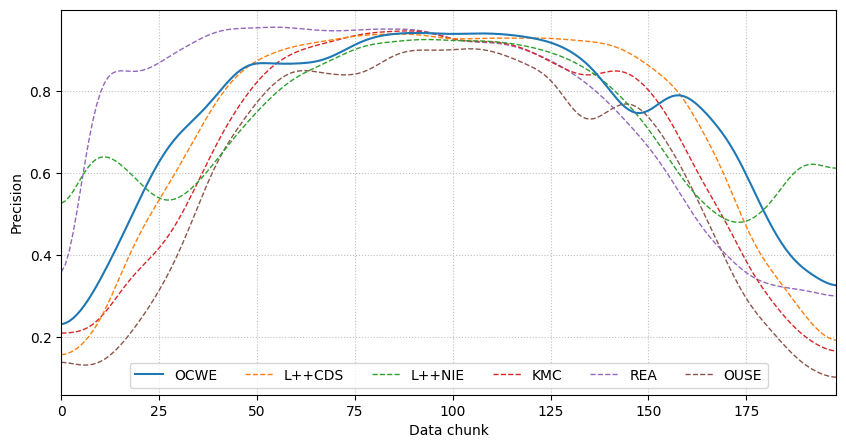 0.8
0.6
0.4
0.2
Precision
OCWE L++CDS L++NIE KMC REA OUSE
0 25 50 75 100 125 150 175
Data chunk